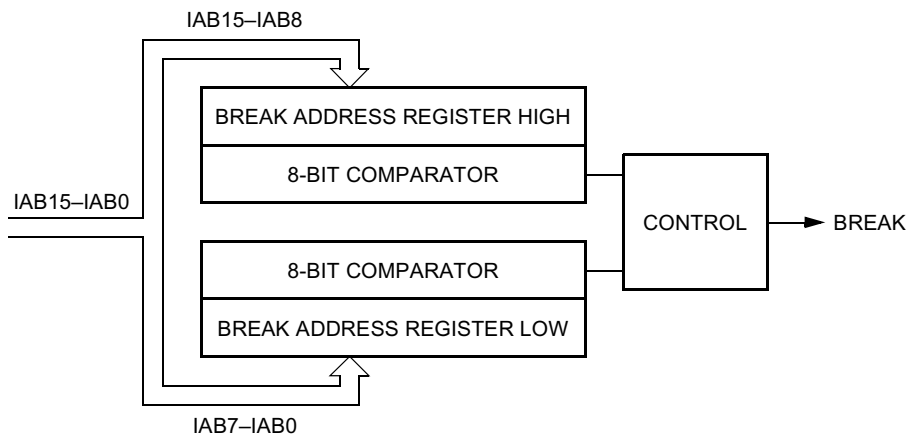 IAB15–IAB8
BREAK ADDRESS REGISTER HIGH
8-BIT COMPARATOR
IAB15–IAB0
CONTROL
BREAK
8-BIT COMPARATOR
BREAK ADDRESS REGISTER LOW
IAB7–IAB0